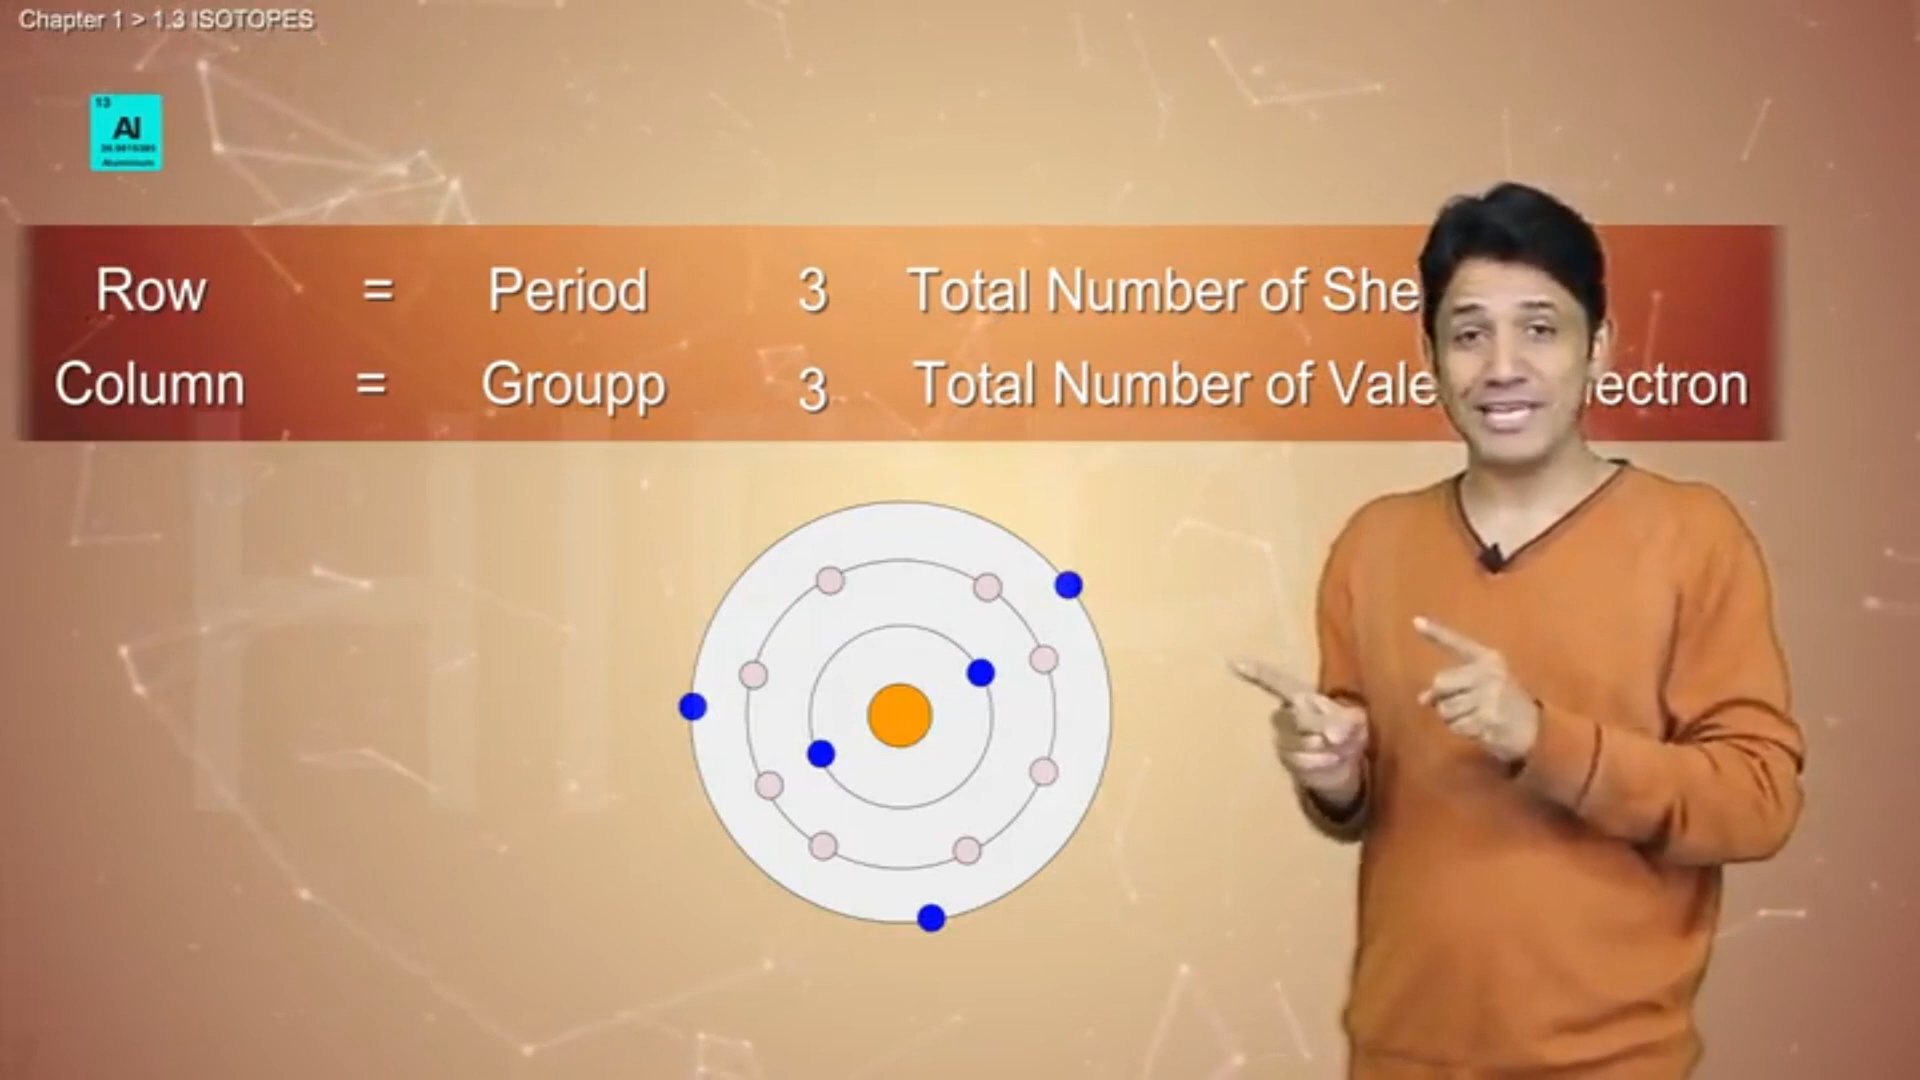 Chapter 1 > 1.3 ISOTOPES
13
Al
Aluminium
Row = Period 3 Total Number of She
Column = Groupp 3 Total Number of Vale ectron